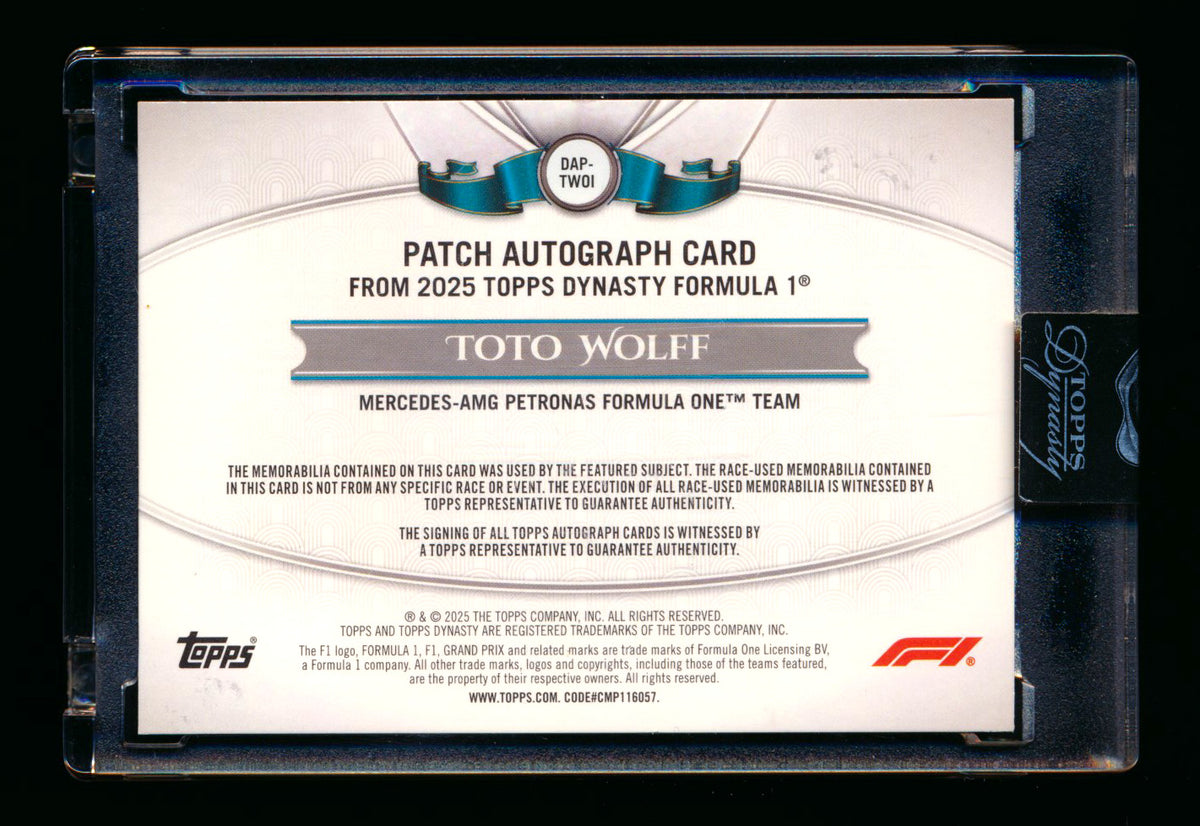 DAP-
TWOI
PATCH AUTOGRAPH CARD
FROM 2025 TOPPS DYNASTY FORMULA 1®
TOTO WOLFF
MERCEDES-AMG PETRONAS FORMULA ONE™ TEAM
THE MEMORABILIA CONTAINED ON THIS CARD WAS USED BY THE FEATURED SUBJECT. THE RACE-USED MEMORABILIA CONTAINED
IN THIS CARD IS NOT FROM ANY SPECIFIC RACE OR EVENT. THE EXECUTION OF ALL RACE-USED MEMORABILIA IS WITNESSED BY A
TOPPS REPRESENTATIVE TO GUARANTEE AUTHENTICITY.
THE SIGNING OF ALL TOPPS AUTOGRAPH CARDS IS WITNESSED BY
A TOPPS REPRESENTATIVE TO GUARANTEE AUTHENTICITY.
® & © 2025 THE TOPPS COMPANY, INC. ALL RIGHTS RESERVED.
TOPPS AND TOPPS DYNASTY ARE REGISTERED TRADEMARKS OF THE TOPPS COMPANY, INC.
The F1 logo, FORMULA 1, F1, GRAND PRIX and related marks are trade marks of Formula One Licensing BV,
a Formula 1 company. All other trade marks, logos and copyrights, including those of the teams featured,
are the property of their respective owners. All rights reserved.
WWW.TOPPS.COM. CODE#CMP116057.
topps®
F1®
TOPPS
Dynasty